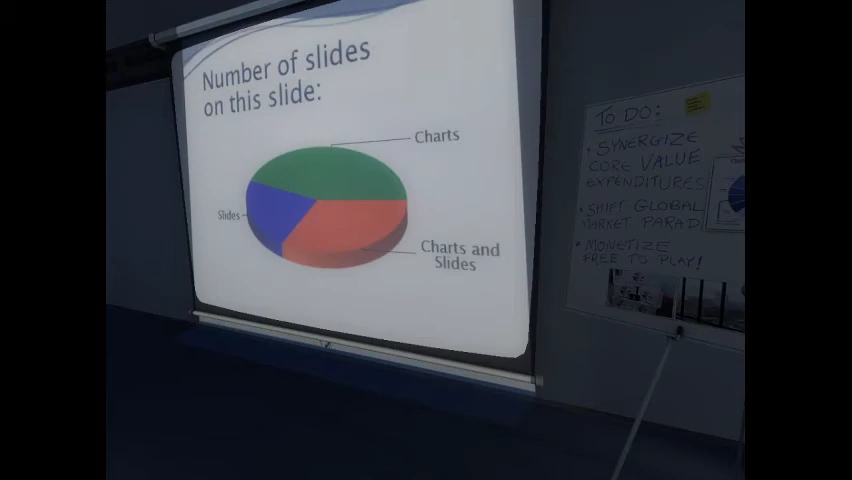 Number of slides
on this slide:
Charts
Slides
Charts and
Slides
TO DO:
• SYNERGIZE
CORE VALUE
EXPENDITURES
• SHIFT GLOBAL
MARKET PARAD
• MONETIZE
FREE TO PLAY!